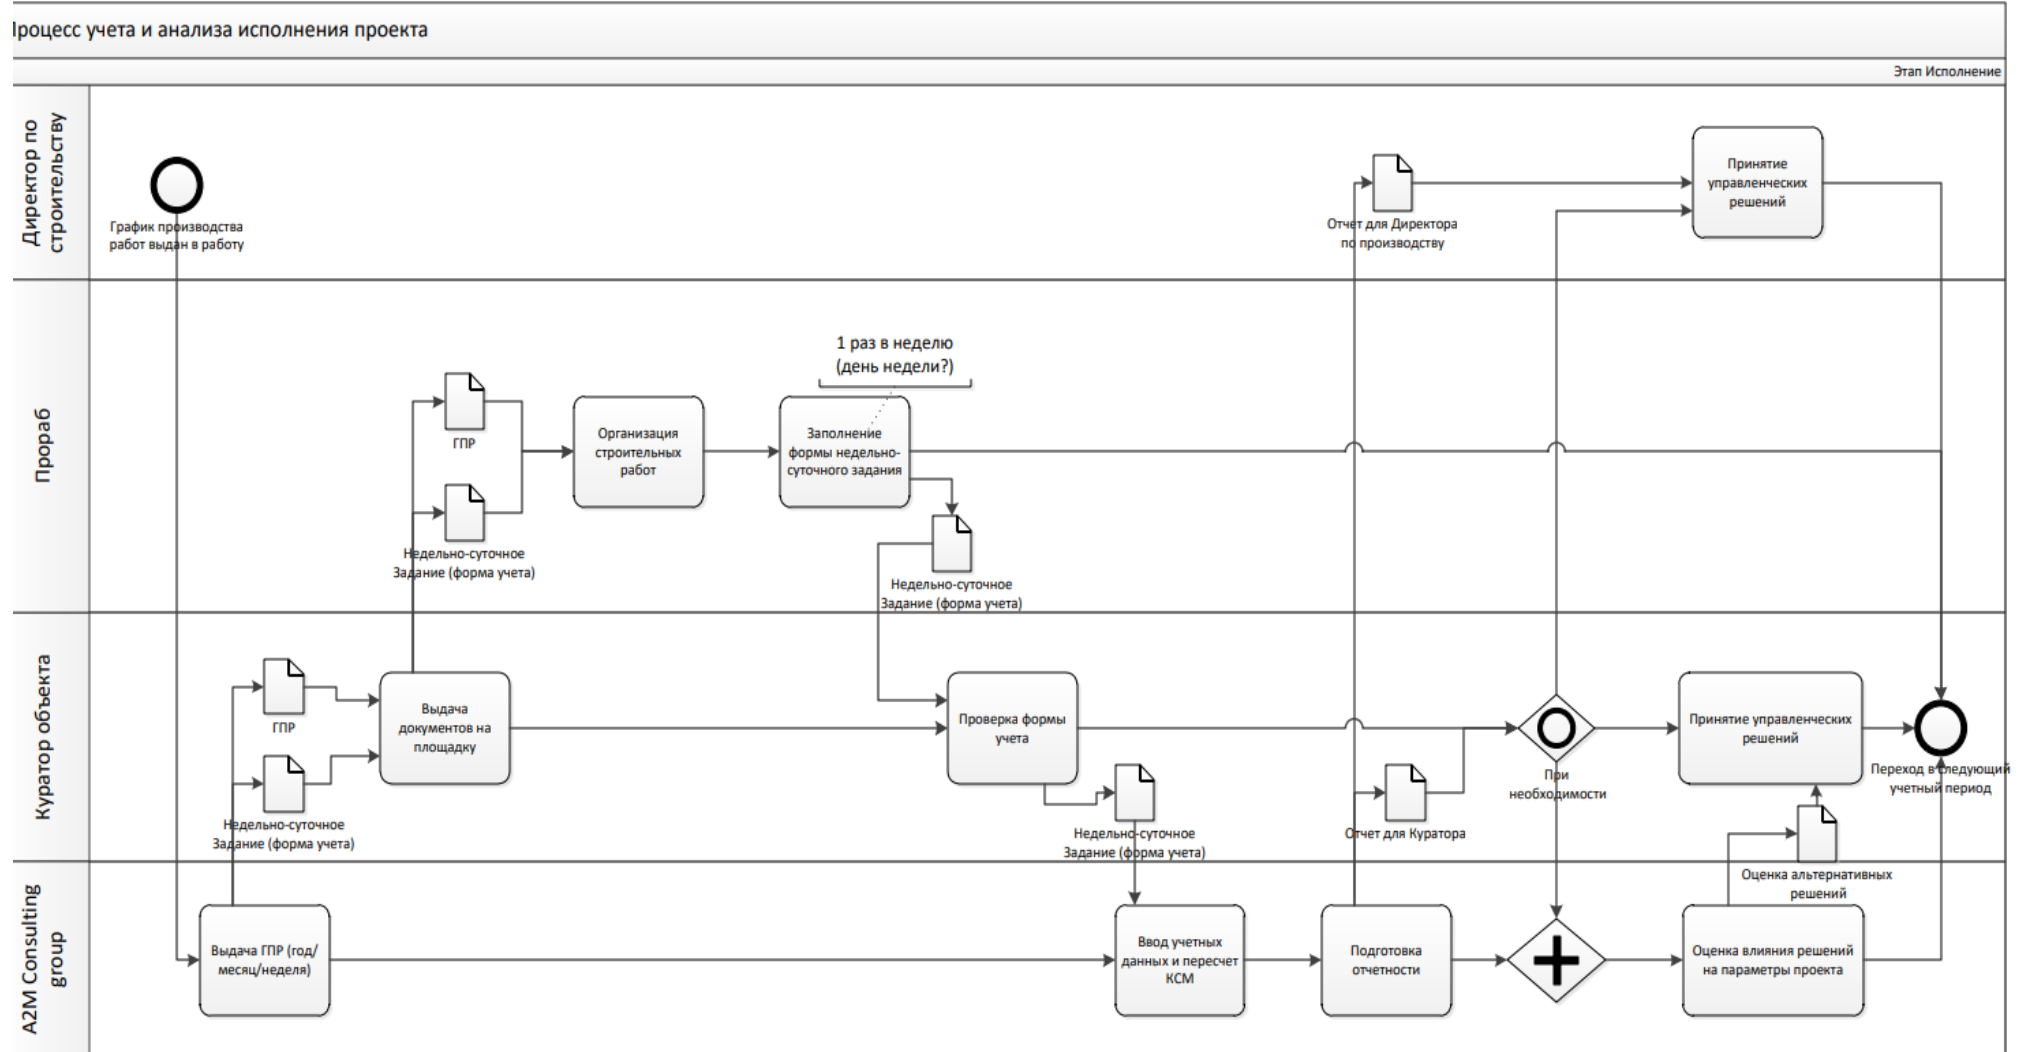 Процесс учета и анализа исполнения проекта
Этап Исполнение
Директор по
строительству
График производства
работ выдан в работу
Отчет для Директора
по производству
Принятие
управленческих
решений
Прораб
1 раз в неделю
(день недели?)
ГПР
Недельно-суточное
Задание (форма учета)
Организация
строительных
работ
Заполнение
формы недельно-
суточного задания
Недельно-суточное
Задание (форма учета)
Куратор объекта
ГПР
Недельно-суточное
Задание (форма учета)
Выдача
документов на
площадку
Проверка формы
учета
Недельно-суточное
Задание (форма учета)
Отчет для Куратора
При
необходимости
Принятие управленческих
решений
Переход в следующий
учетный период
Оценка альтернативных
решений
A2M Consulting
group
Выдача ГПР (год/
месяц/неделя)
Ввод учетных
данных и пересчет
КСМ
Подготовка
отчетности
Оценка влияния решений
на параметры проекта